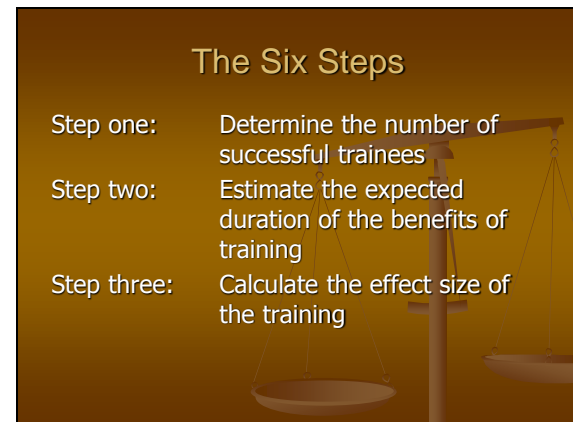 The Six Steps
Step one: Determine the number of
successful trainees
Step two: Estimate the expected
duration of the benefits of
training
Step three: Calculate the effect size of
the training